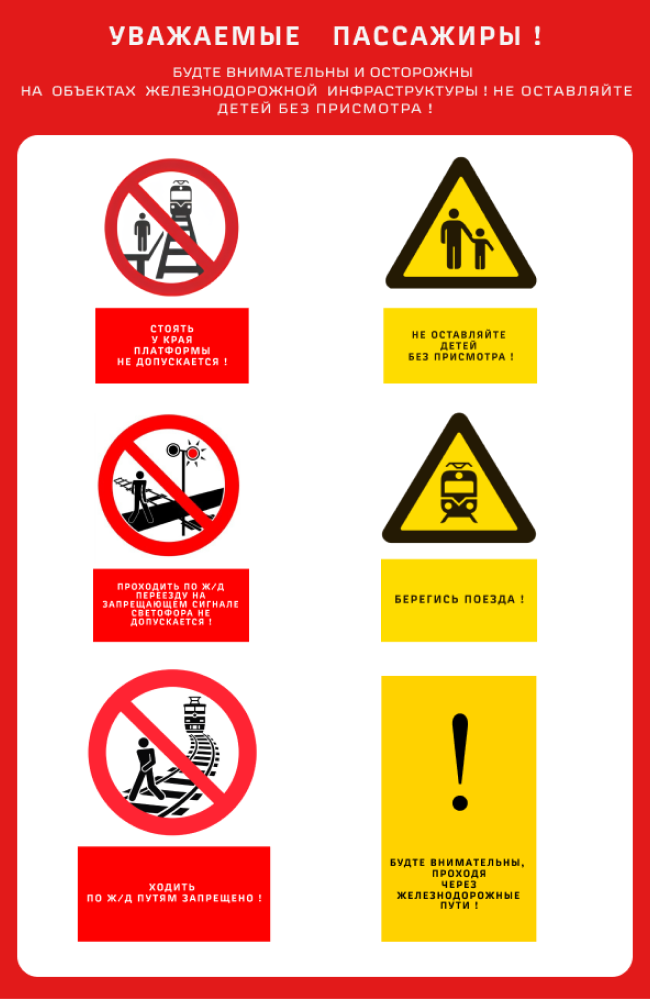 УВАЖАЕМЫЕ ПАССАЖИРЫ !
БУДТЕ ВНИМАТЕЛЬНЫ И ОСТОРОЖНЫ
НА ОБЪЕКТАХ ЖЕЛЕЗНОДОРОЖНОЙ ИНФРАСТРУКТУРЫ ! НЕ ОСТАВЛЯЙТЕ
ДЕТЕЙ БЕЗ ПРИСМОТРА !
СТОЯТЬ
У КРАЯ
ПЛАТФОРМЫ
НЕ ДОПУСКАЕТСЯ !
НЕ ОСТАВЛЯЙТЕ
ДЕТЕЙ
БЕЗ ПРИСМОТРА !
ПРОХОДИТЬ ПО Ж/Д
ПЕРЕЕЗДУ НА
ЗАПРЕЩАЮЩЕМ СИГНАЛЕ
СВЕТОФОРА НЕ
ДОПУСКАЕТСЯ !
БЕРЕГИСЬ ПОЕЗДА !
ХОДИТЬ
ПО Ж/Д ПУТЯМ ЗАПРЕЩЕНО !
!
БУДТЕ ВНИМАТЕЛЬНЫ,
ПРОХОДЯ
ЧЕРЕЗ
ЖЕЛЕЗНОДОРОЖНЫЕ
ПУТИ !